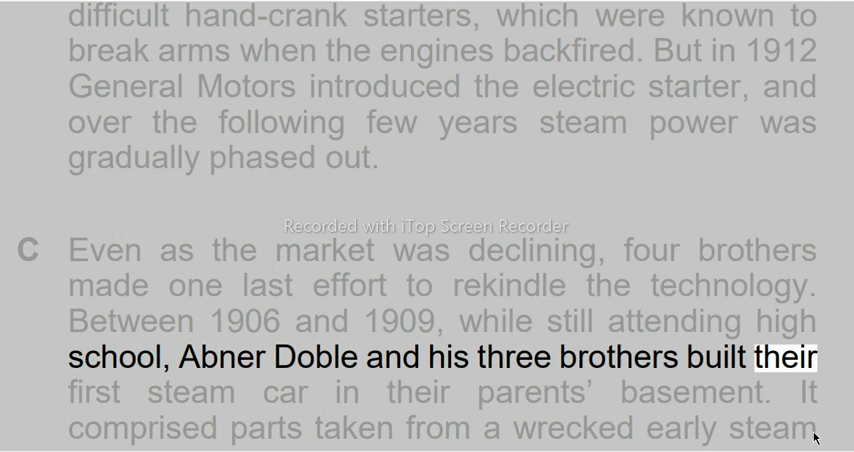 difficult hand-crank starters, which were known to
break arms when the engines backfired. But in 1912
General Motors introduced the electric starter, and
over the following few years steam power was
gradually phased out.
Recorded with iTop Screen Recorder
C Even as the market was declining, four brothers
made one last effort to rekindle the technology.
Between 1906 and 1909, while still attending high
school, Abner Doble and his three brothers built their
first steam car in their parents’ basement. It
comprised parts taken from a wrecked early steam